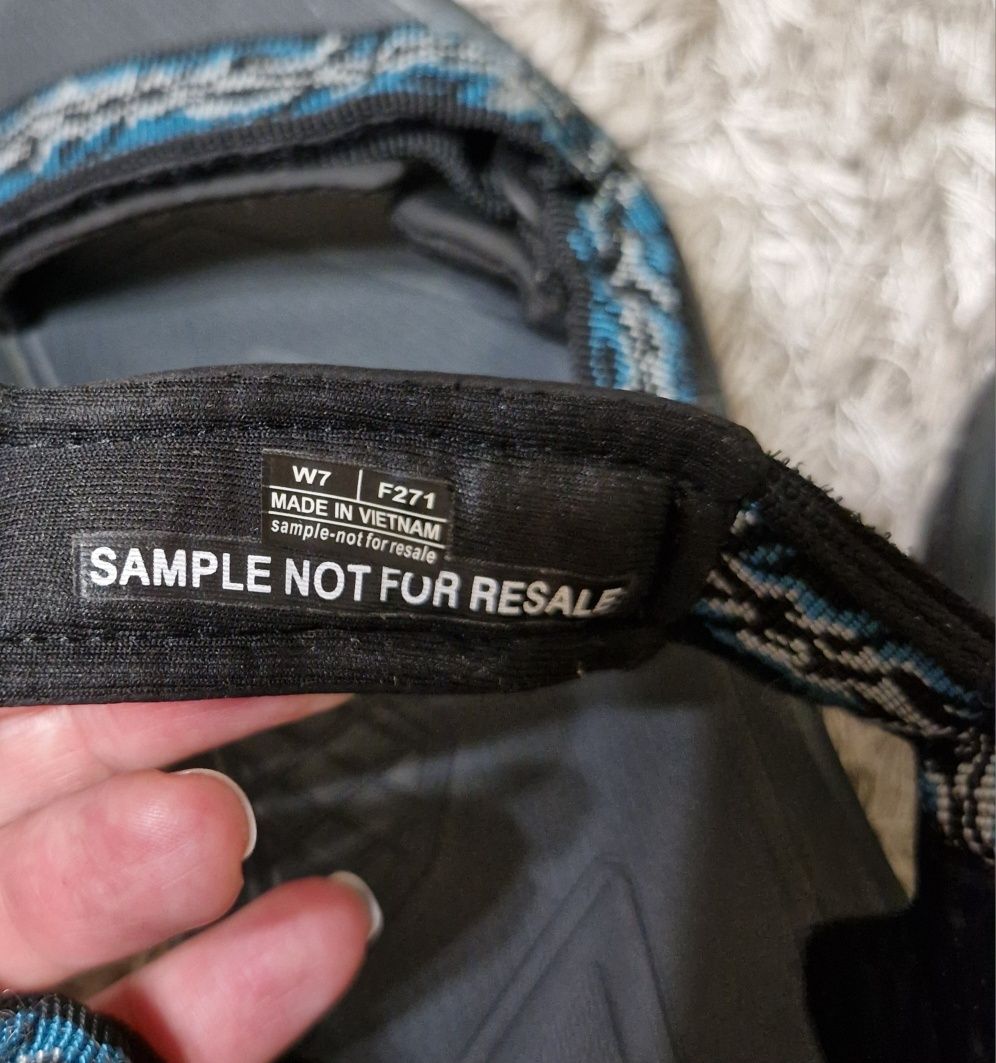 W7 | F271
MADE IN VIETNAM
sample-not for resale
SAMPLE NOT FOR RESALE